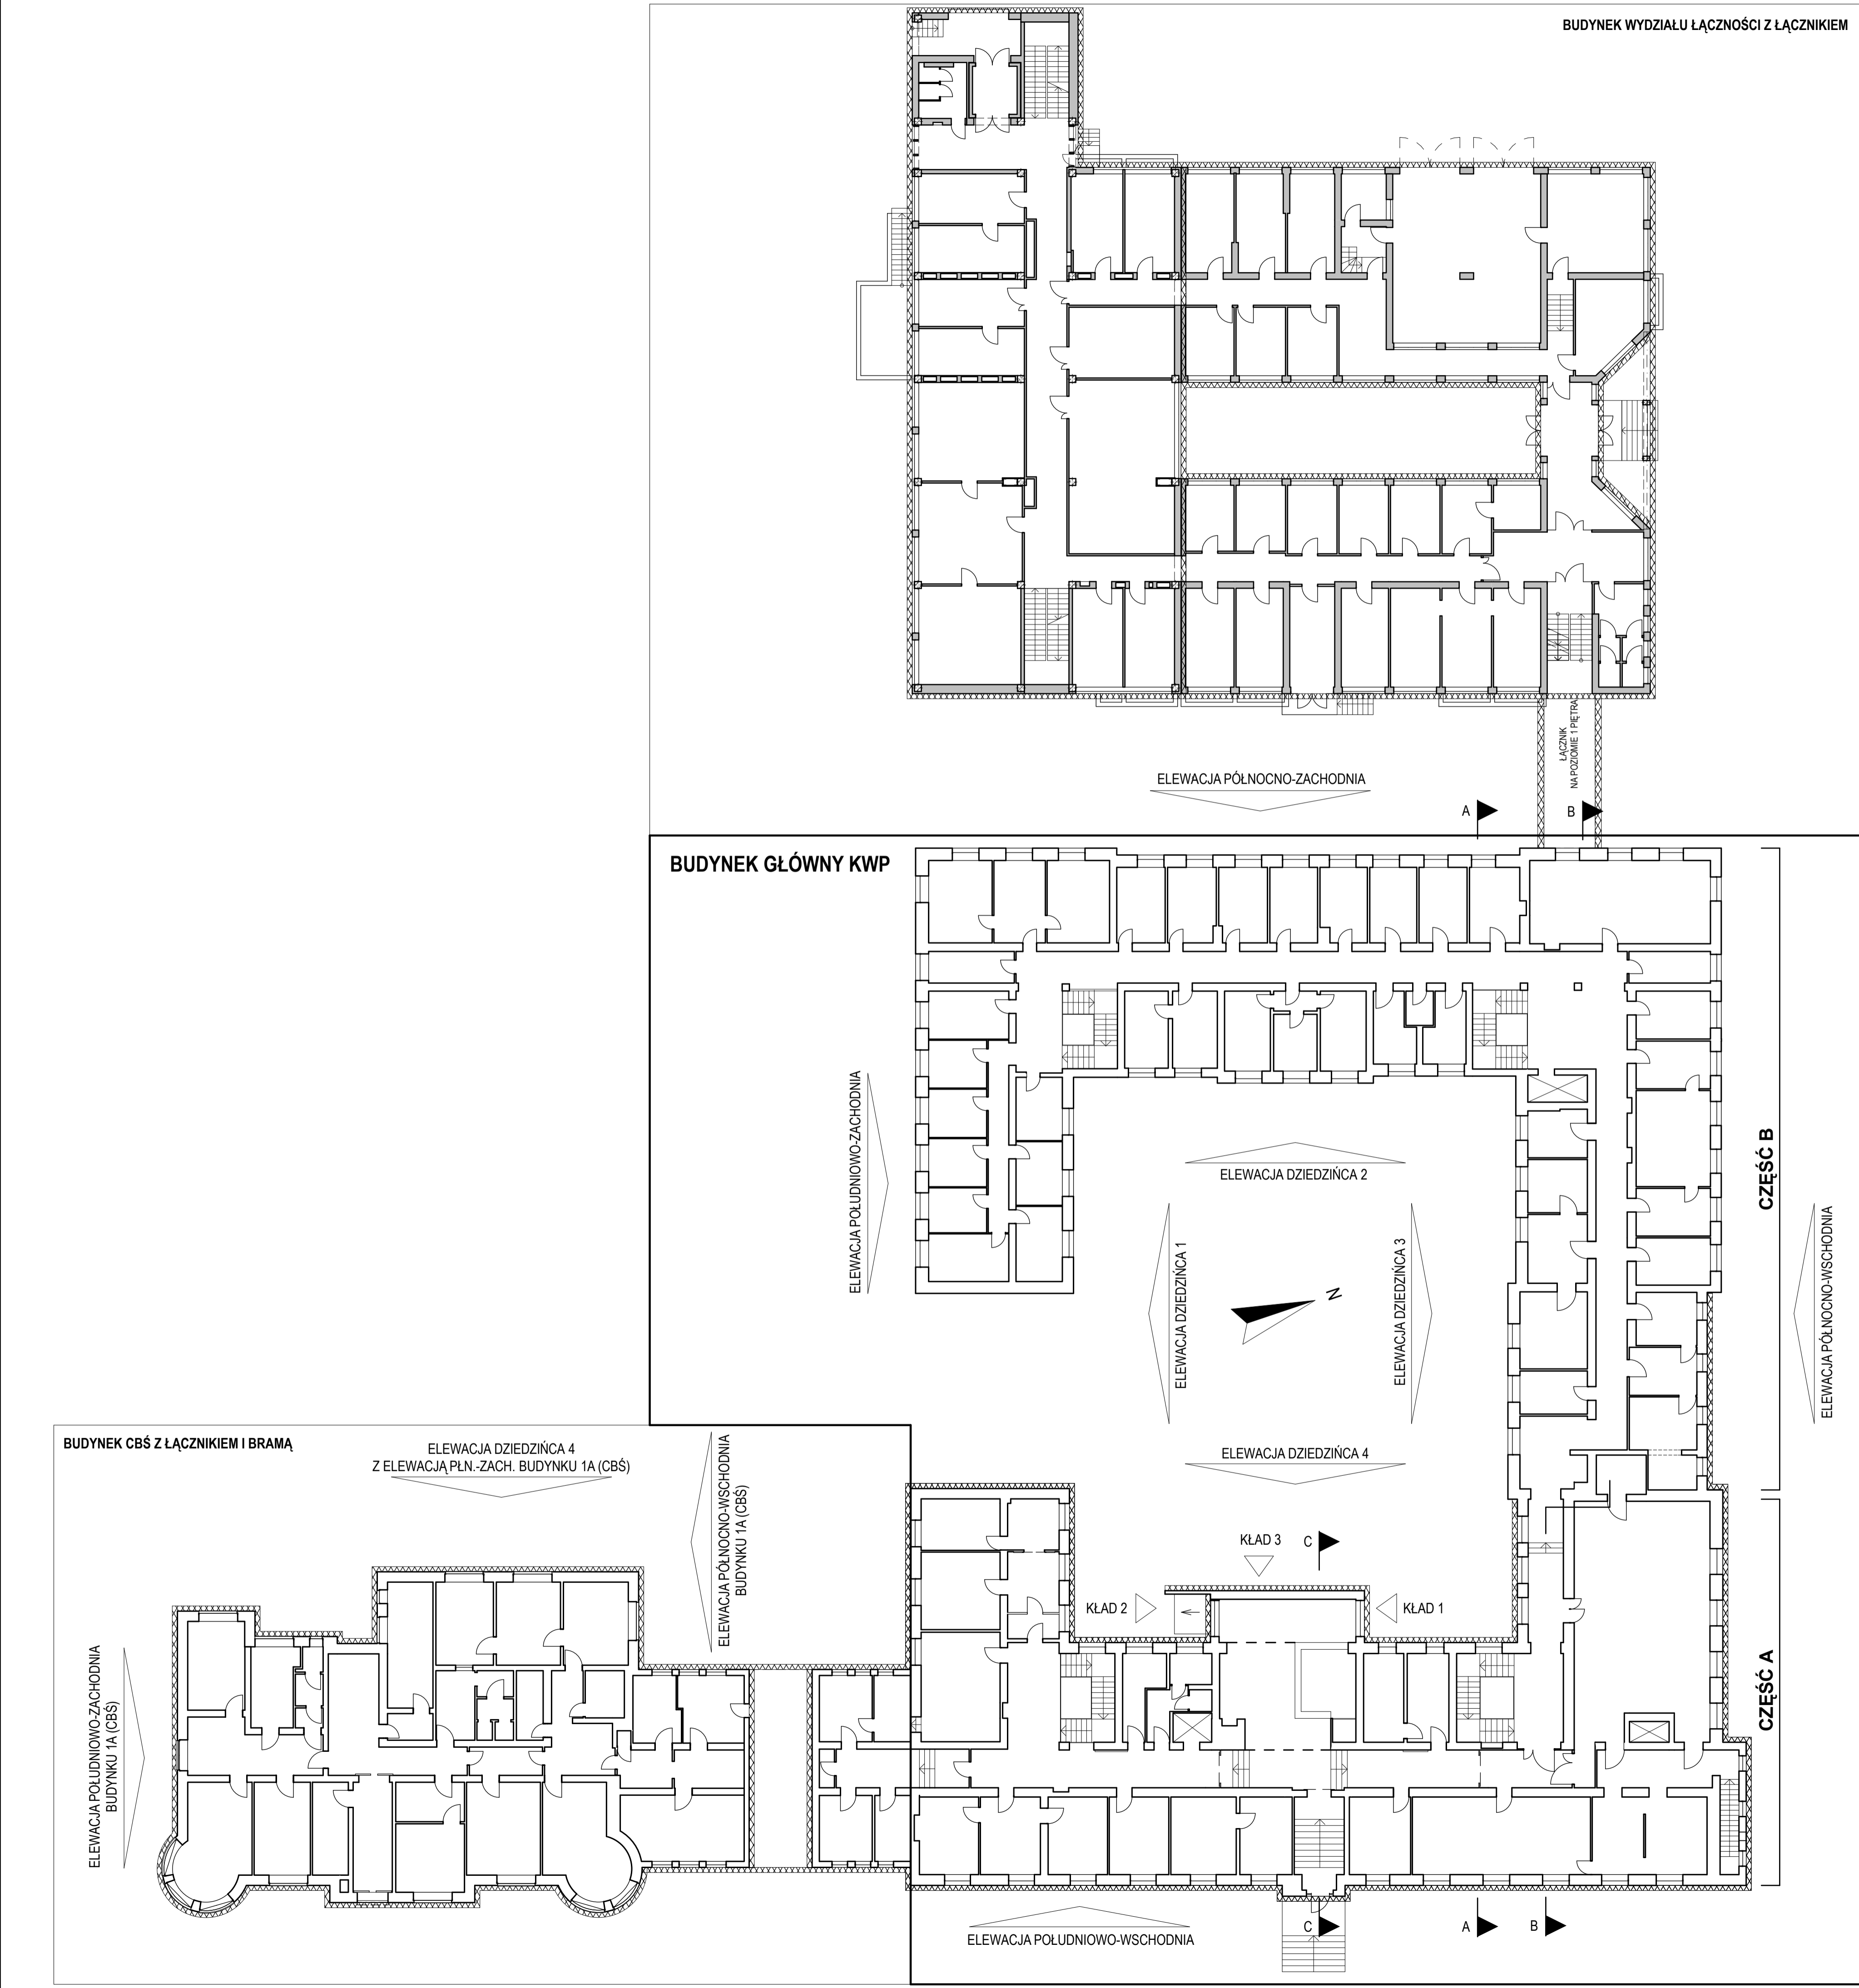 BUDYNEK WYDZIAŁU ŁĄCZNOŚCI Z ŁĄCZNIKIEM
ŁĄCZNIK
NA POZIOMIE 1 PIĘTRA
ELEWACJA PÓŁNOCNO-ZACHODNIA
A
B
BUDYNEK GŁÓWNY KWP
ELEWACJA POŁUDNIOWO-ZACHODNIA
ELEWACJA DZIEDZIŃCA 2
ELEWACJA DZIEDZIŃCA 1
ELEWACJA DZIEDZIŃCA 3
N
CZĘŚĆ B
ELEWACJA PÓŁNOCNO-WSCHODNIA
ELEWACJA DZIEDZIŃCA 4
BUDYNEK CBŚ Z ŁĄCZNIKIEM I BRAMĄ
ELEWACJA DZIEDZIŃCA 4
Z ELEWACJĄ PŁN.-ZACH. BUDYNKU 1A (CBŚ)
ELEWACJA PÓŁNOCNO-WSCHODNIA
BUDYNKU 1A (CBŚ)
KŁAD 3
C
KŁAD 2
KŁAD 1
CZĘŚĆ A
ELEWACJA POŁUDNIOWO-ZACHODNIA
BUDYNKU 1A (CBŚ)
C
A
B
ELEWACJA POŁUDNIOWO-WSCHODNIA